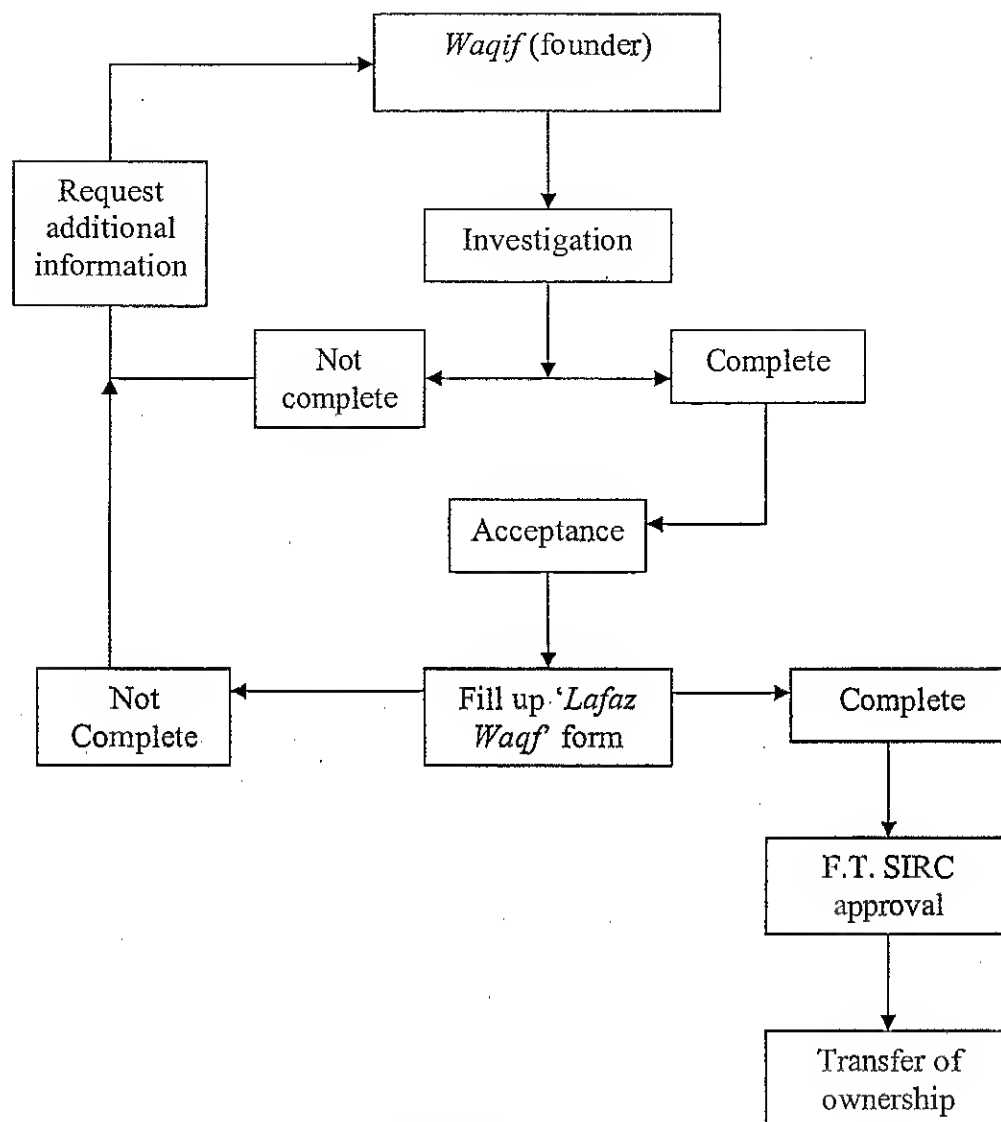 Waqif (founder)
Request
additional
information
Investigation
Not
complete
Complete
Acceptance
Not
Complete
Fill up 'Lafaz
Waqf' form
Complete
F.T. SIRC
approval
Transfer of
ownership